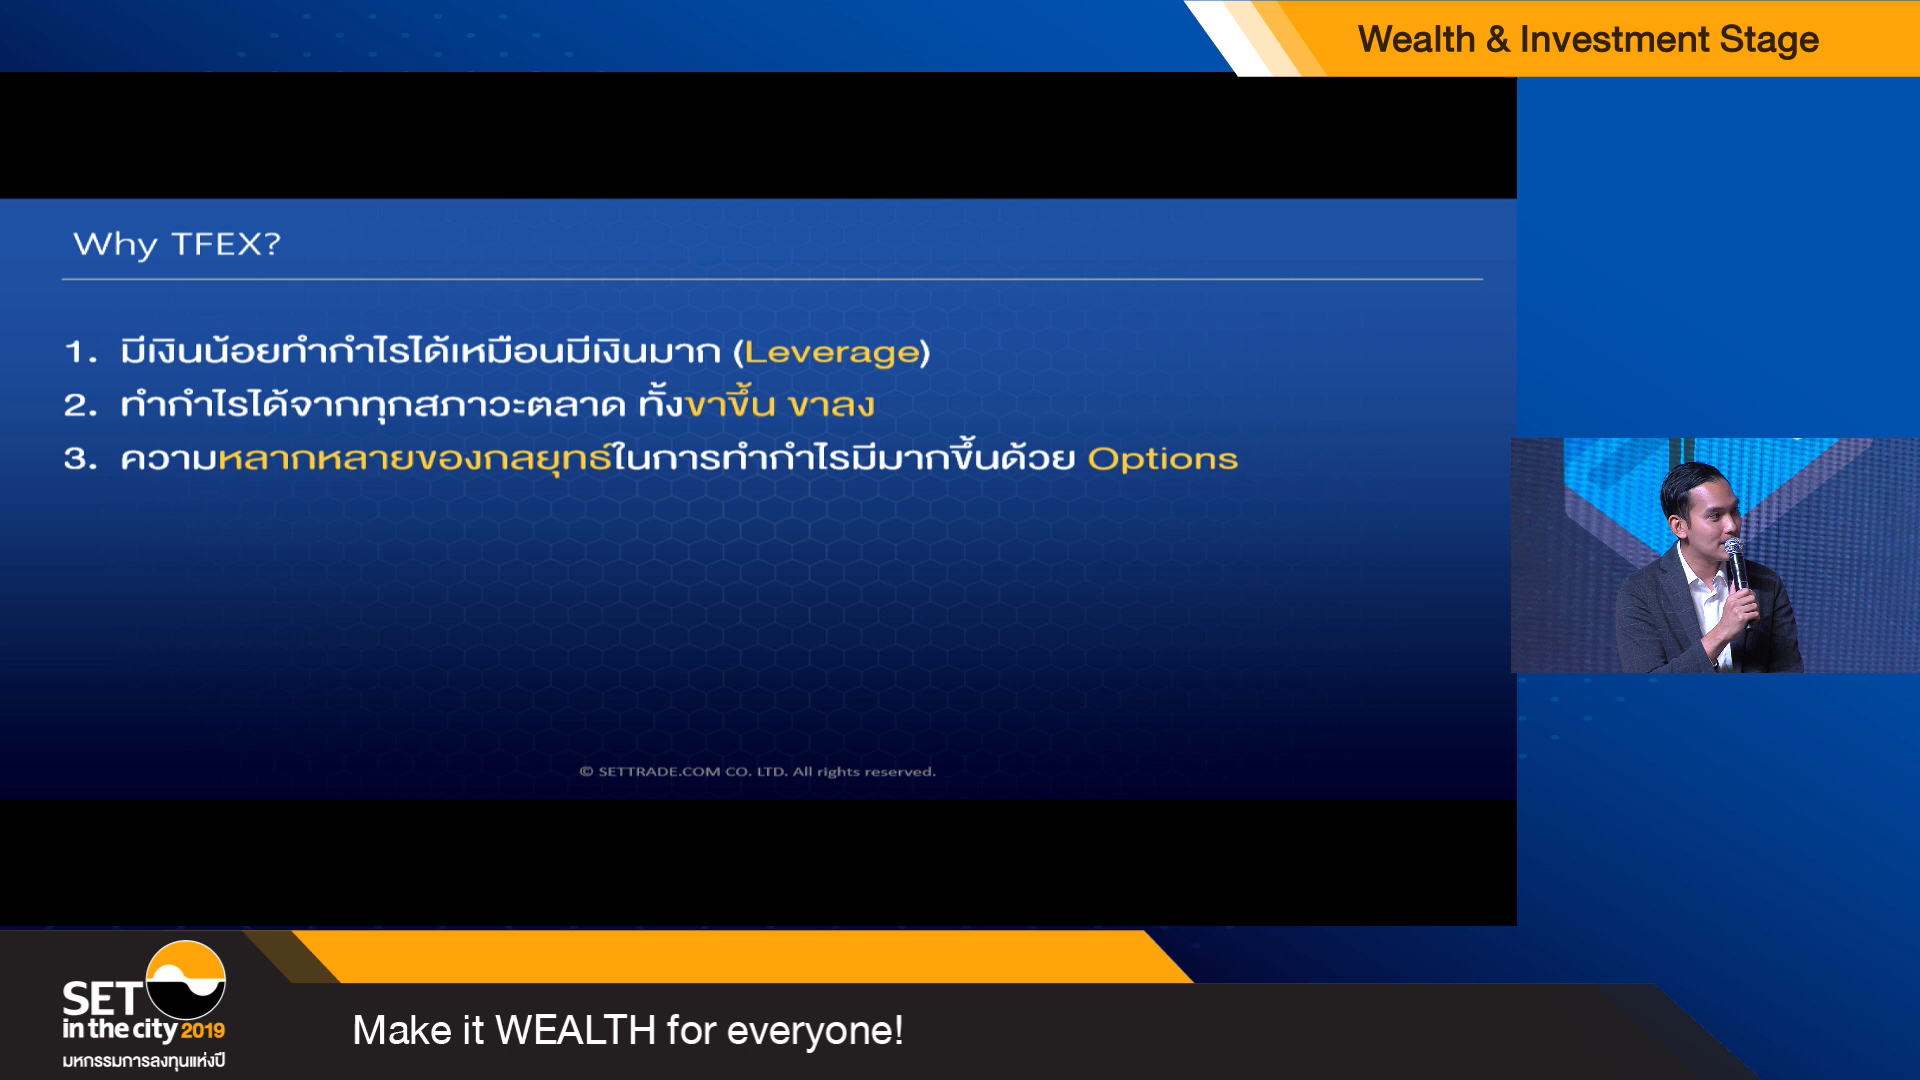 Wealth & Investment Stage
Why TFEX?
1. มีเงินน้อยทำกำไรได้เหมือนมีเงินมาก (Leverage)
2. ทำกำไรได้จากทุกสภาวะตลาด ทั้งขาขึ้น ขาลง
3. ความหลากหลายของกลยุทธ์ในการทำกำไรมีมากขึ้นด้วย Options
© SETTRADE.COM CO. LTD. All rights reserved.
SET
in the city 2019
มหกรรมการลงทุนแห่งปี
Make it WEALTH for everyone!